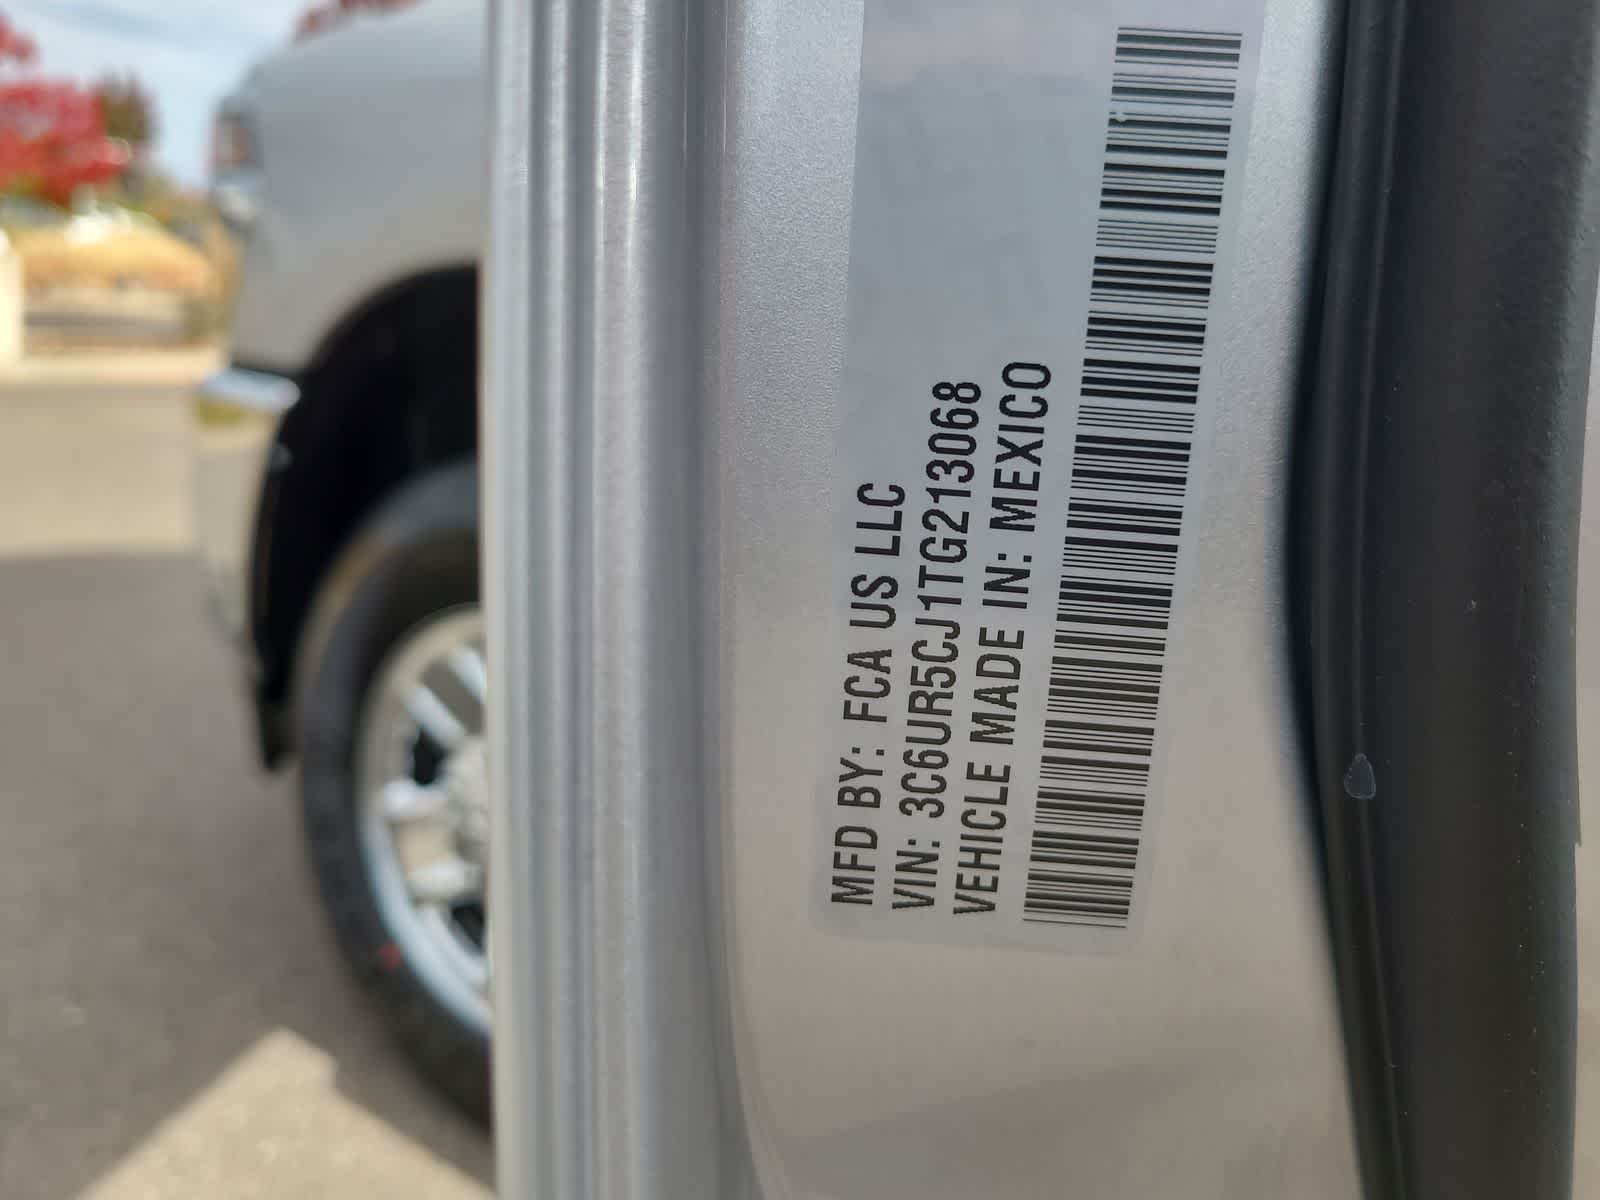 MFD BY: FCA US LLC
VIN: 3C6UR5CJ1TG213068
VEHICLE MADE IN: MEXICO